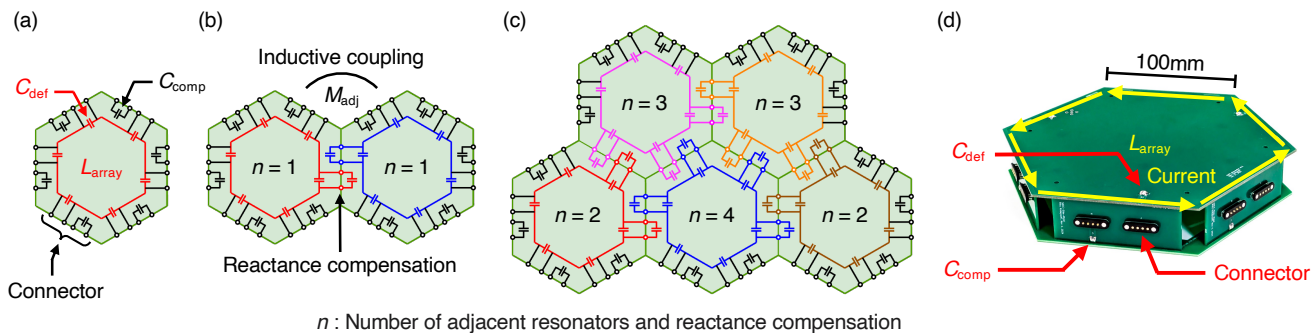 (a)
C_def
C_comp
L_array
Connector
(b)
Inductive coupling
M_adj
n = 1
n = 1
Reactance compensation
(c)
n = 3
n = 3
n = 2
n = 4
n = 2
(d)
100mm
L_array
C_def
Current
C_comp
Connector
n : Number of adjacent resonators and reactance compensation